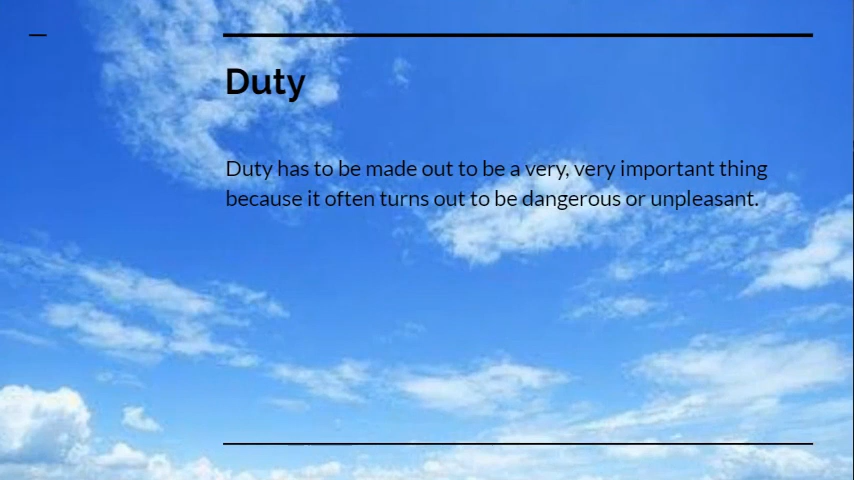 Duty
Duty has to be made out to be a very, very important thing
because it often turns out to be dangerous or unpleasant.